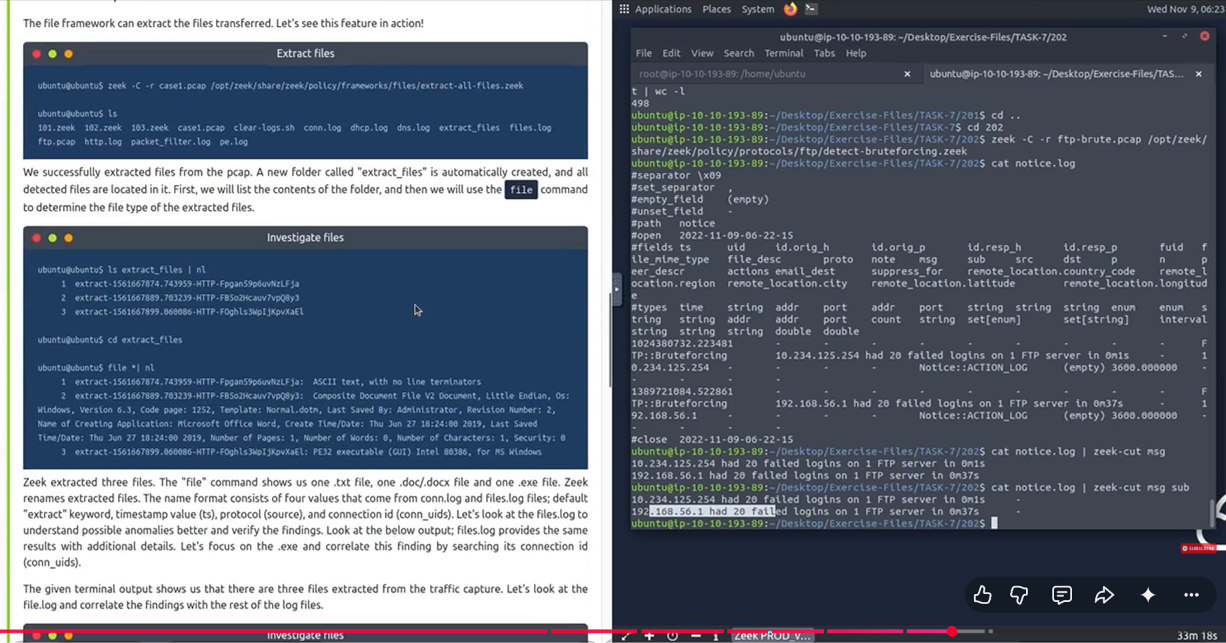 The file framework can extract the files transferred. Let's see this feature in action!
Extract files
ubuntu@ubuntu$ zeek -C -r case1.pcap /opt/zeek/share/zeek/policy/frameworks/files/extract-all-files.zeek
ubuntu@ubuntu$ ls
101.zeek 102.zeek 103.zeek case1.pcap clear-logs.sh conn.log dhcp.log dns.log extract_files files.log
ftp.pcap http.log packet_filter.log pe.log
We successfully extracted files from the pcap. A new folder called "extract_files" is automatically created, and all
detected files are located in it. First, we will list the contents of the folder, and then we will use the file command
to determine the file type of the extracted files.
Investigate files
ubuntu@ubuntu$ ls extract_files | nl
1 extract-1561667874.743959-HTTP-FpganS9p6uvNzLFja
2 extract-1561667889.703239-HTTP-FBSo2Hcauv7vpQ8y3
3 extract-1561667899.060086-HTTP-FOghls3WpIjKpvXaEl
ubuntu@ubuntu$ cd extract_files
ubuntu@ubuntu$ file *| nl
1 extract-1561667874.743959-HTTP-FpganS9p6uvNzLFja: ASCII text, with no line terminators
2 extract-1561667889.703239-HTTP-FBSo2Hcauv7vpQ8y3: Composite Document File V2 Document, Little Endian, Os:
Windows, Version 6.3, Code page: 1252, Template: Normal.dotm, Last Saved By: Administrator, Revision Number: 2,
Name of Creating Application: Microsoft Office Word, Create Time/Date: Thu Jun 27 18:24:00 2019, Last Saved
Time/Date: Thu Jun 27 18:24:00 2019, Number of Pages: 1, Number of Words: 0, Number of Characters: 1, Security: 0
3 extract-1561667899.060086-HTTP-FOghls3WpIjKpvXaEl: PE32 executable (GUI) Intel 80386, for MS Windows
Zeek extracted three files. The "file" command shows us one .txt file, one .doc/.docx file and one .exe file. Zeek
renames extracted files. The name format consists of four values that come from conn.log and files.log files; default
"extract" keyword, timestamp value (ts), protocol (source), and connection id (conn_uids). Let's look at the files.log to
understand possible anomalies better and verify the findings. Look at the below output; files.log provides the same
results with additional details. Let's focus on the .exe and correlate this finding by searching its connection id
(conn_uids).
The given terminal output shows us that there are three files extracted from the traffic capture. Let's look at the
file.log and correlate the findings with the rest of the log files.
Investigate files
Applications Places System Wed Nov 9, 06:23
ubuntu@ip-10-10-193-89: ~/Desktop/Exercise-Files/TASK-7/202
File Edit View Search Terminal Tabs Help
root@ip-10-10-193-89: /home/ubuntu × ubuntu@ip-10-10-193-89: ~/Desktop/Exercise-Files/TAS... ×
t | wc -l
498
ubuntu@ip-10-10-193-89:~/Desktop/Exercise-Files/TASK-7/201$ cd ..
ubuntu@ip-10-10-193-89:~/Desktop/Exercise-Files/TASK-7$ cd 202
ubuntu@ip-10-10-193-89:~/Desktop/Exercise-Files/TASK-7/202$ zeek -C -r ftp-brute.pcap /opt/zeek/
share/zeek/policy/protocols/ftp/detect-bruteforcing.zeek
ubuntu@ip-10-10-193-89:~/Desktop/Exercise-Files/TASK-7/202$ cat notice.log
#separator \x09
#set_separator ,
#empty_field (empty)
#unset_field -
#path notice
#open 2022-11-09-06-22-15
#fields ts uid id.orig_h id.orig_p id.resp_h id.resp_p fuid f
ile_mime_type file_desc proto note msg sub src dst p n p
eer_descr actions email_dest suppress_for remote_location.country_code remote_l
ocation.region remote_location.city remote_location.latitude remote_location.longitud
e
#types time string addr port addr port string string string enum enum s
tring string addr addr port count string set[enum] set[string] interval
string string string double double
1024380732.223481 - - - - - - - - - F
TP::Bruteforcing 10.234.125.254 had 20 failed logins on 1 FTP server in 0m1s - 1
0.234.125.254 - - - - Notice::ACTION_LOG (empty) 3600.000000
- - - - -
1389721084.522861 - - - - - - - - - F
TP::Bruteforcing 192.168.56.1 had 20 failed logins on 1 FTP server in 0m37s - 1
92.168.56.1 - - - - Notice::ACTION_LOG (empty) 3600.000000
- - - - -
#close 2022-11-09-06-22-15
ubuntu@ip-10-10-193-89:~/Desktop/Exercise-Files/TASK-7/202$ cat notice.log | zeek-cut msg
10.234.125.254 had 20 failed logins on 1 FTP server in 0m1s
192.168.56.1 had 20 failed logins on 1 FTP server in 0m37s
ubuntu@ip-10-10-193-89:~/Desktop/Exercise-Files/TASK-7/202$ cat notice.log | zeek-cut msg sub
10.234.125.254 had 20 failed logins on 1 FTP server in 0m1s -
192.168.56.1 had 20 failed logins on 1 FTP server in 0m37s -
ubuntu@ip-10-10-193-89:~/Desktop/Exercise-Files/TASK-7/202$
SUBSCRIBE
Zeek PROD_v...
33m 18s